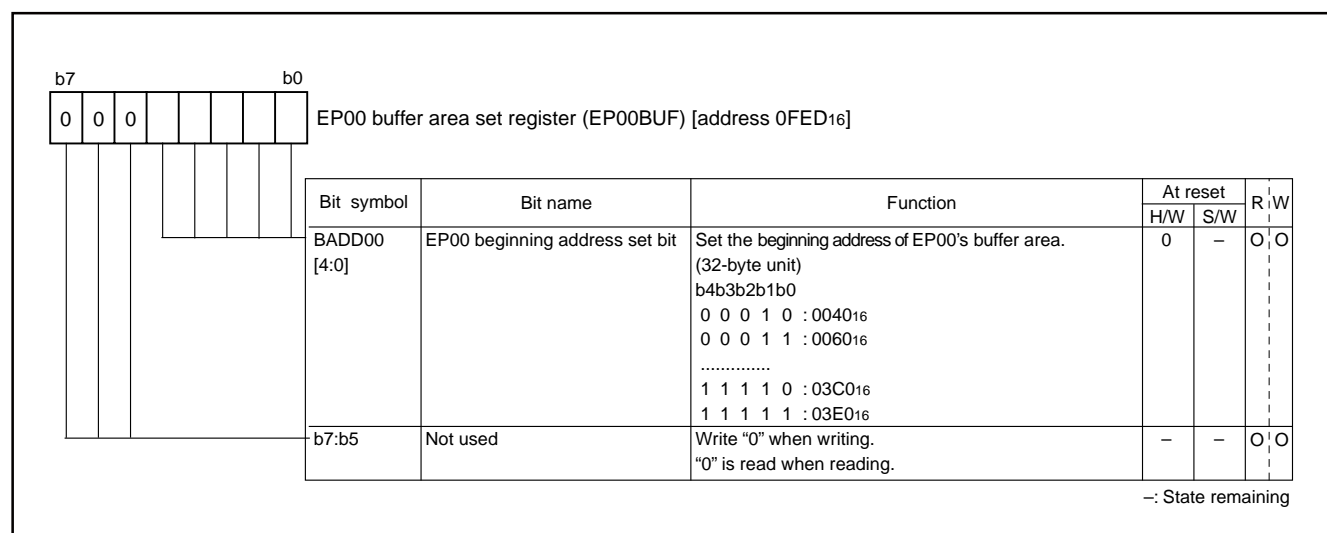 b7 b0
0 0 0
EP00 buffer area set register (EP00BUF) [address 0FED16]
Bit symbol Bit name Function At reset R W
H/W S/W
BADD00 EP00 beginning address set bit Set the beginning address of EP00's buffer area. 0 – O O
[4:0] (32-byte unit)
b4b3b2b1b0
0 0 0 1 0 : 004016
0 0 0 1 1 : 006016
..............
1 1 1 1 0 : 03C016
1 1 1 1 1 : 03E016
b7:b5 Not used Write “0” when writing. – – O O
“0” is read when reading.
–: State remaining